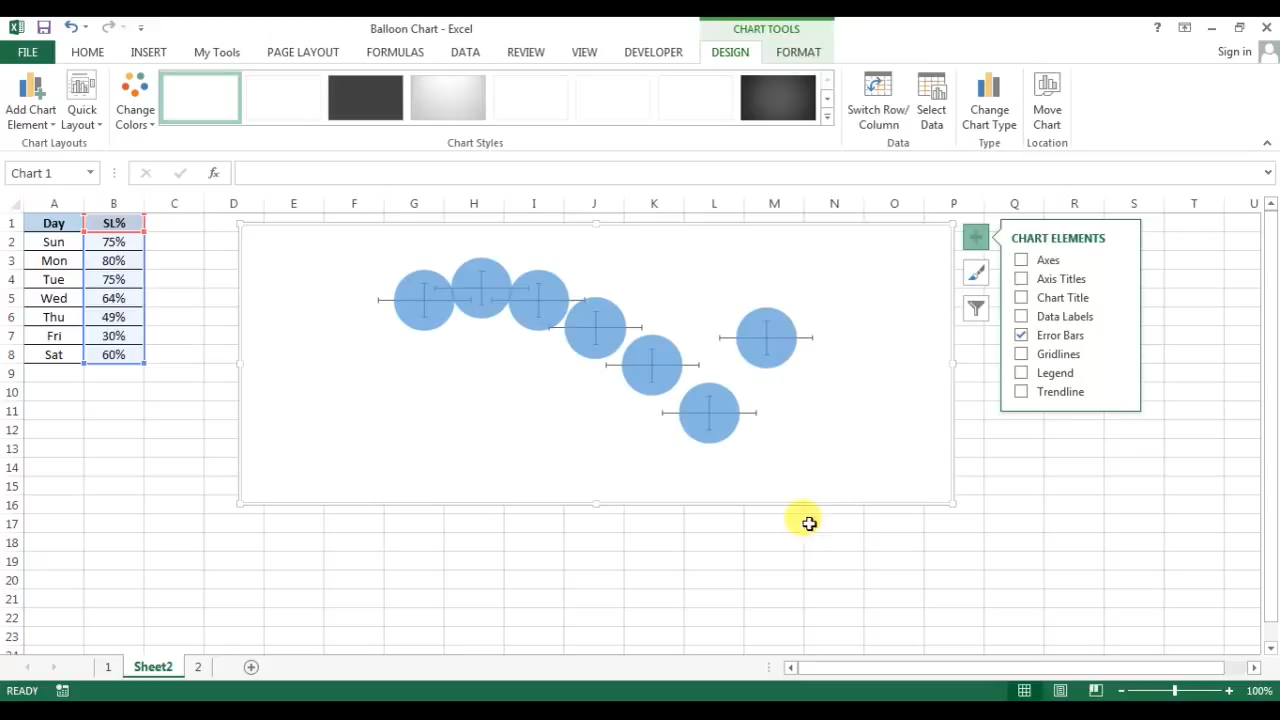 Balloon Chart - Excel
CHART TOOLS
?
FILE HOME INSERT My Tools PAGE LAYOUT FORMULAS DATA REVIEW VIEW DEVELOPER DESIGN FORMAT Sign in
Add Chart Element
Quick Layout
Change Colors
Switch Row/ Column
Select Data
Change Chart Type
Move Chart
Chart Layouts Chart Styles Data Type Location
Chart 1 fx
A B C D E F G H I J K L M N O P Q R S T U
1 Day SL%
2 Sun 75%
3 Mon 80%
4 Tue 75%
5 Wed 64%
6 Thu 49%
7 Fri 30%
8 Sat 60%
9
10
11
12
13
14
15
16
17
18
19
20
21
22
23
CHART ELEMENTS
Axes
Axis Titles
Chart Title
Data Labels
Error Bars
Gridlines
Legend
Trendline
1 Sheet2 2
READY 100%